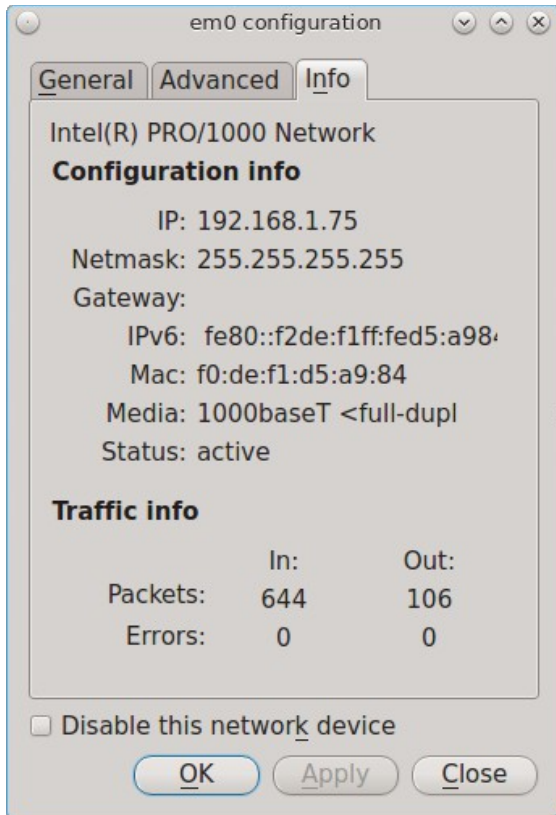 em0 configuration
General Advanced Info
Intel(R) PRO/1000 Network
Configuration info
IP: 192.168.1.75
Netmask: 255.255.255.255
Gateway:
IPv6: fe80::f2de:f1ff:fed5:a984
Mac: f0:de:f1:d5:a9:84
Media: 1000baseT <full-dupl
Status: active
Traffic info
In: Out:
Packets: 644 106
Errors: 0 0
Disable this network device
OK Apply Close